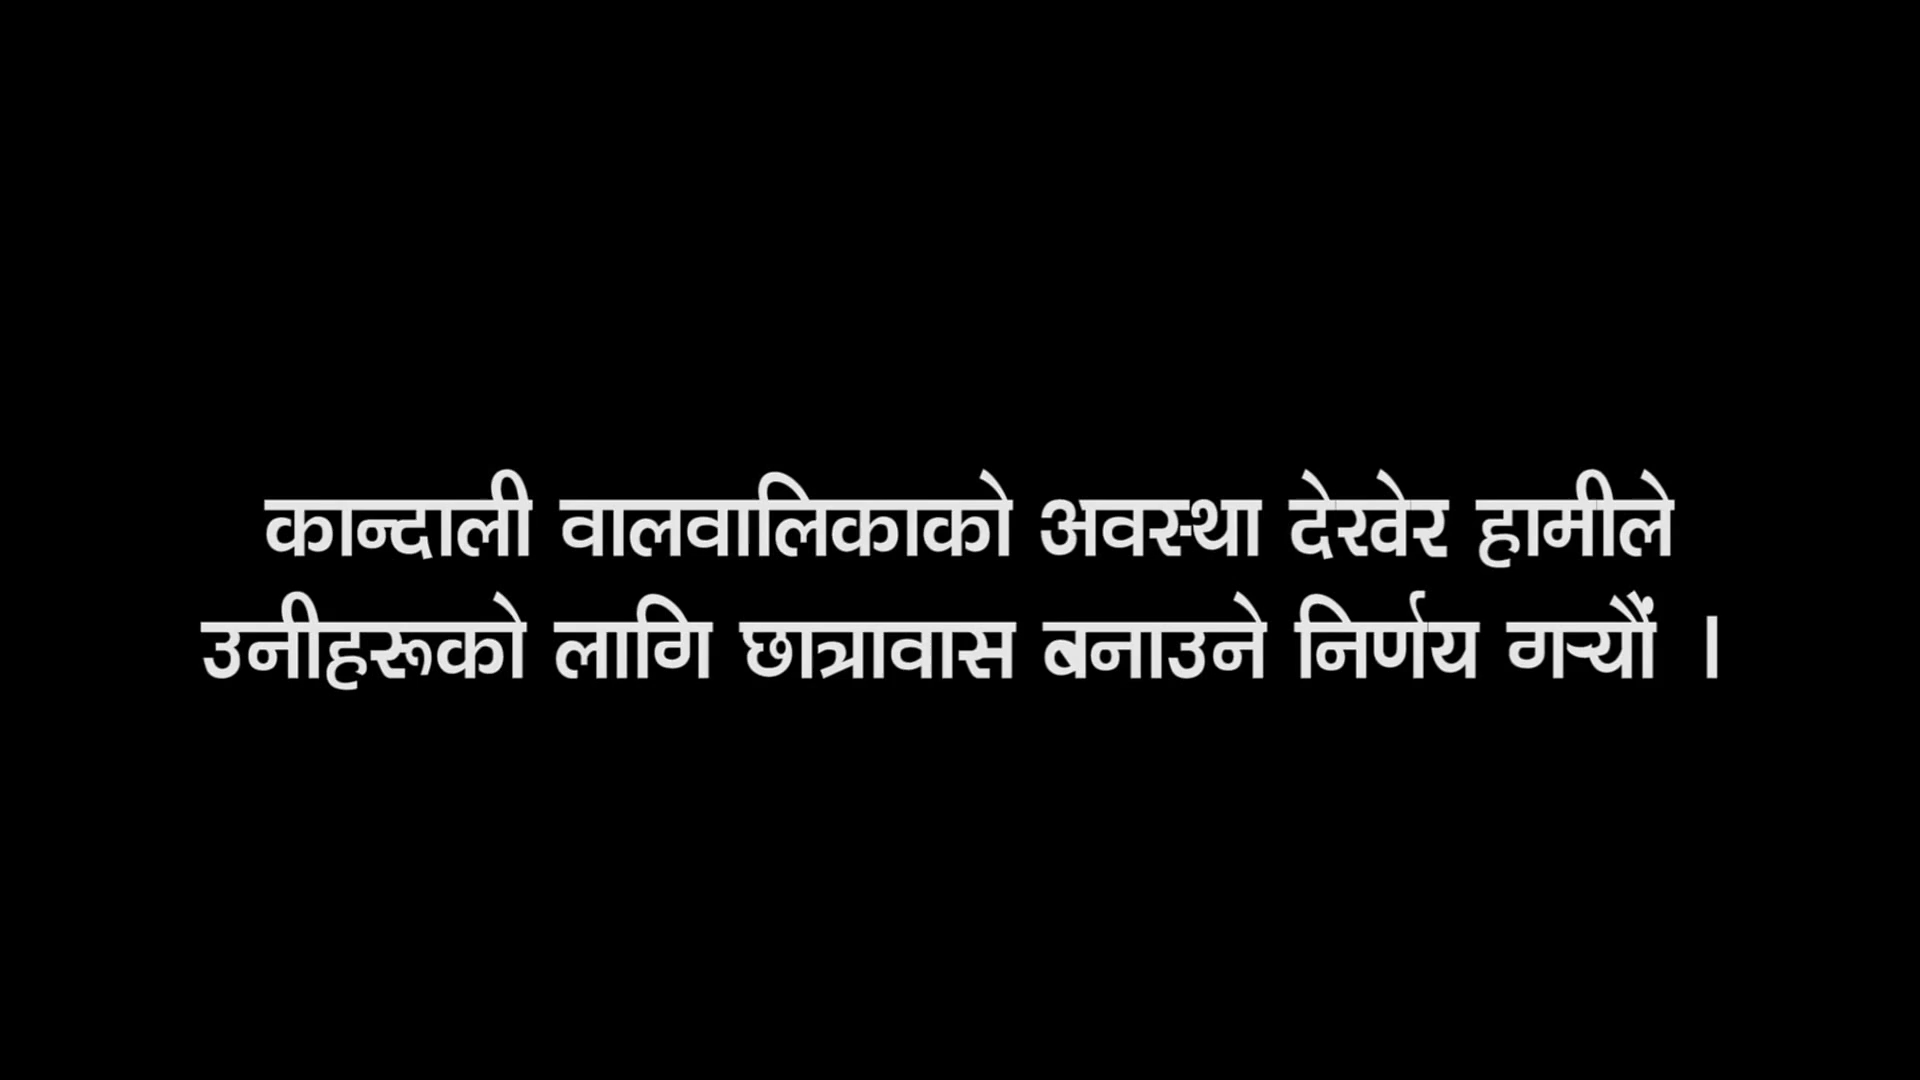 कान्दाली वालवालिकाको अवस्था देखेर हामीले
उनीहरूको लागि छात्रावास बनाउने निर्णय गर्‍यौं ।